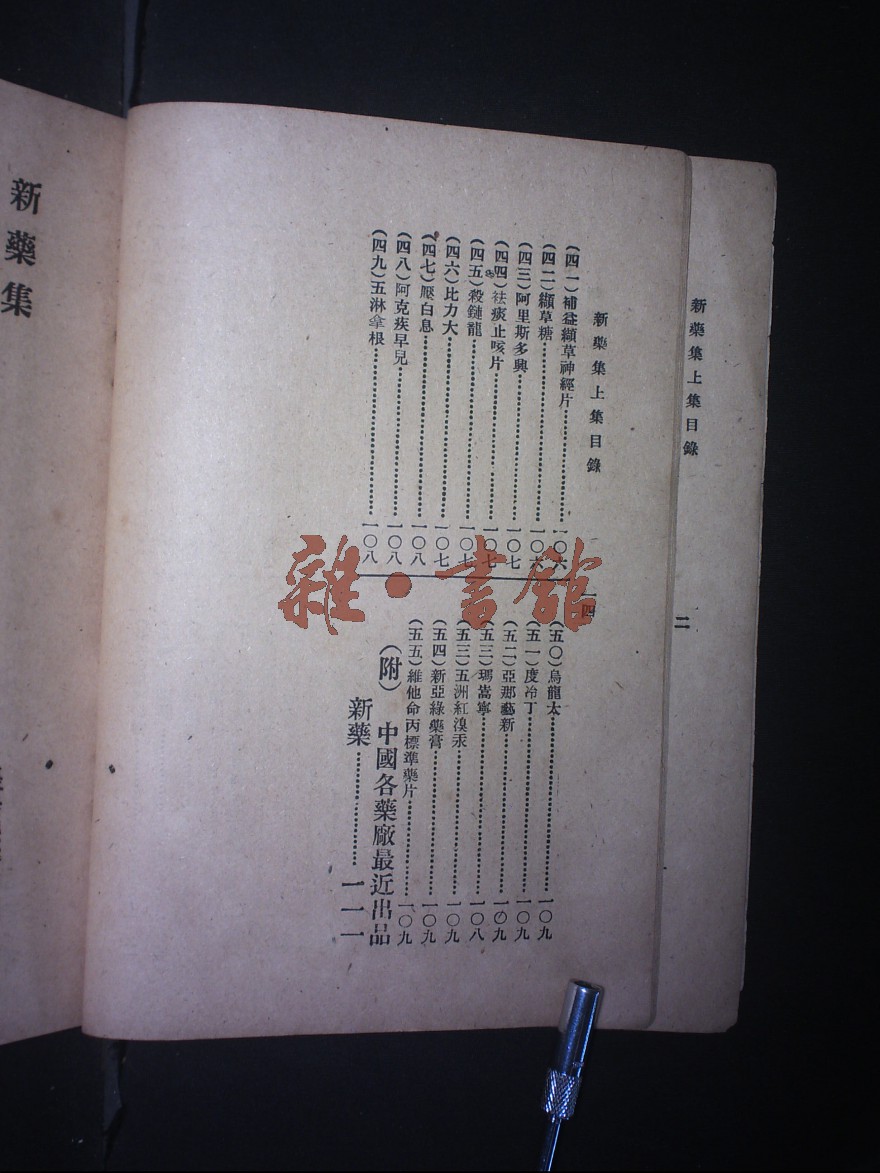 新藥集上集目錄
二
新藥集上集目錄
一四
(四一)補益纈草神經片……一〇六
(四二)纈草糖……一〇六
(四三)阿里斯多興……一〇七
(四四)祛痰止咳片……一〇七
(四五)殺鏈龍……一〇七
(四六)比力大……一〇七
(四七)壓白息……一〇八
(四八)阿克疾早兒……一〇八
(四九)五淋拿根……一〇八
(五〇)烏龍太……一〇九
(五一)度冷丁……一〇九
(五二)亞那藝新……一〇九
(五三)瑪嵩寧……一〇八
(五三)五洲紅溴汞……一〇九
(五四)新亞綠藥膏……一〇九
(五五)維他命丙標準藥片……一〇九
(附) 中國各藥廠最近出品
新藥……一一一
新藥集
雜·書館